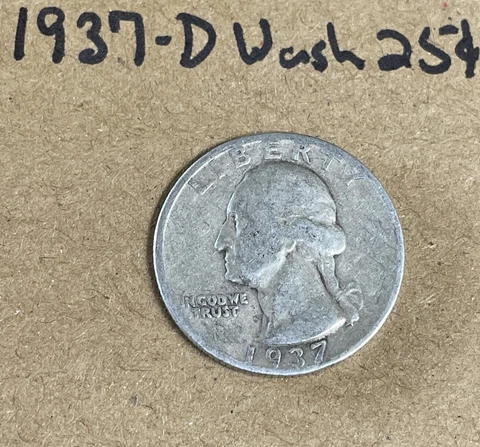 1937-D Wash 25¢
LIBERTY
IN GOD WE
TRUST
1937